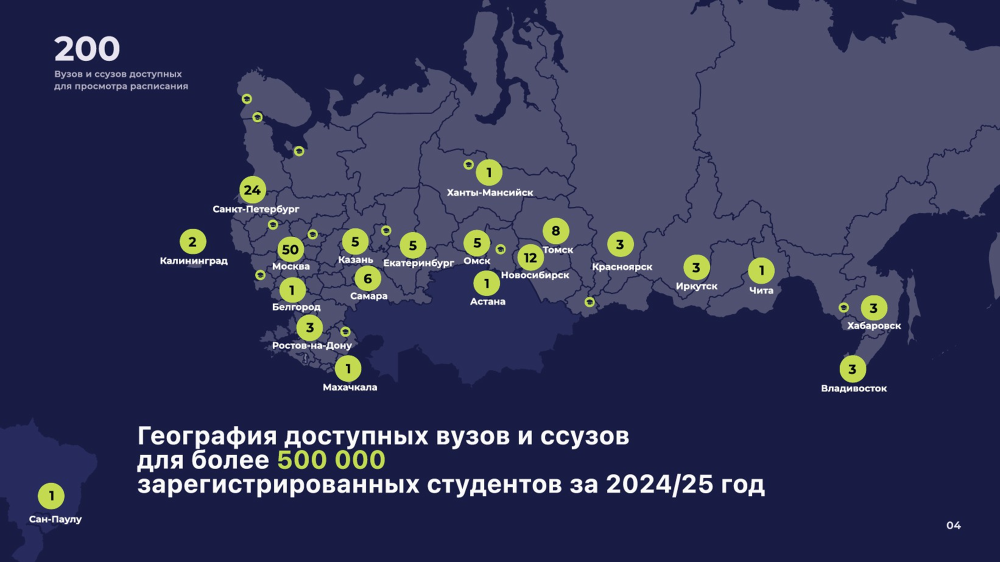 200
Вузов и ссузов доступных
для просмотра расписания
1
Ханты-Мансийск
24
Санкт-Петербург
2
Калининград
50
Москва
5
Казань
5
Екатеринбург
5
Омск
8
Томск
12
Новосибирск
3
Красноярск
3
Иркутск
1
Чита
1
Белгород
6
Самара
1
Астана
3
Хабаровск
3
Ростов-на-Дону
1
Махачкала
3
Владивосток
География доступных вузов и ссузов
для более 500 000
зарегистрированных студентов за 2024/25 год
1
Сан-Паулу
04